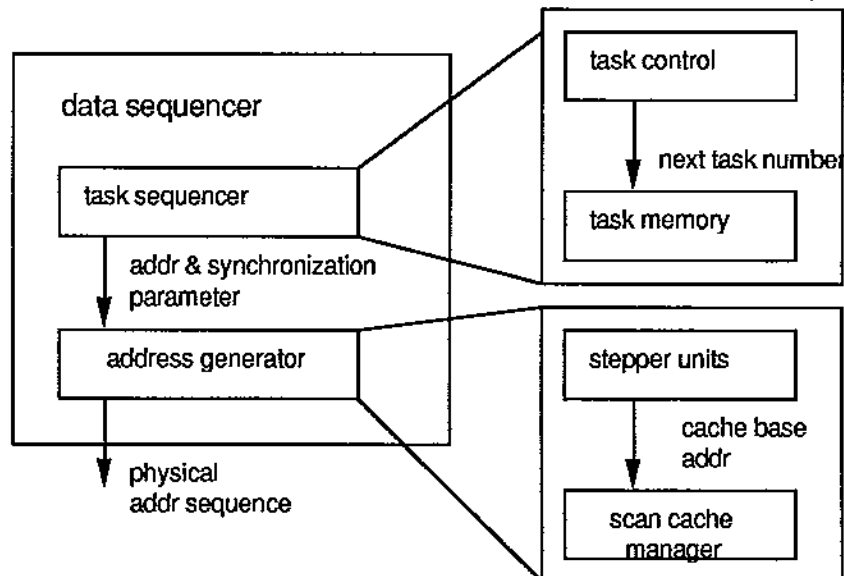 data sequencer
task sequencer
addr & synchronization
parameter
address generator
physical
addr sequence
task control
next task number
task memory
stepper units
cache base
addr
scan cache
manager